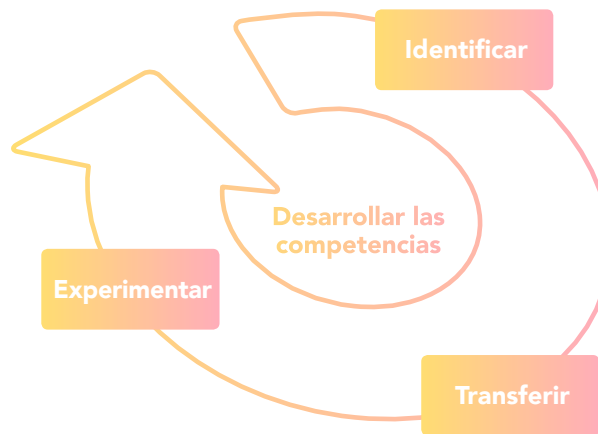 Identificar
Desarrollar las
competencias
Experimentar
Transferir